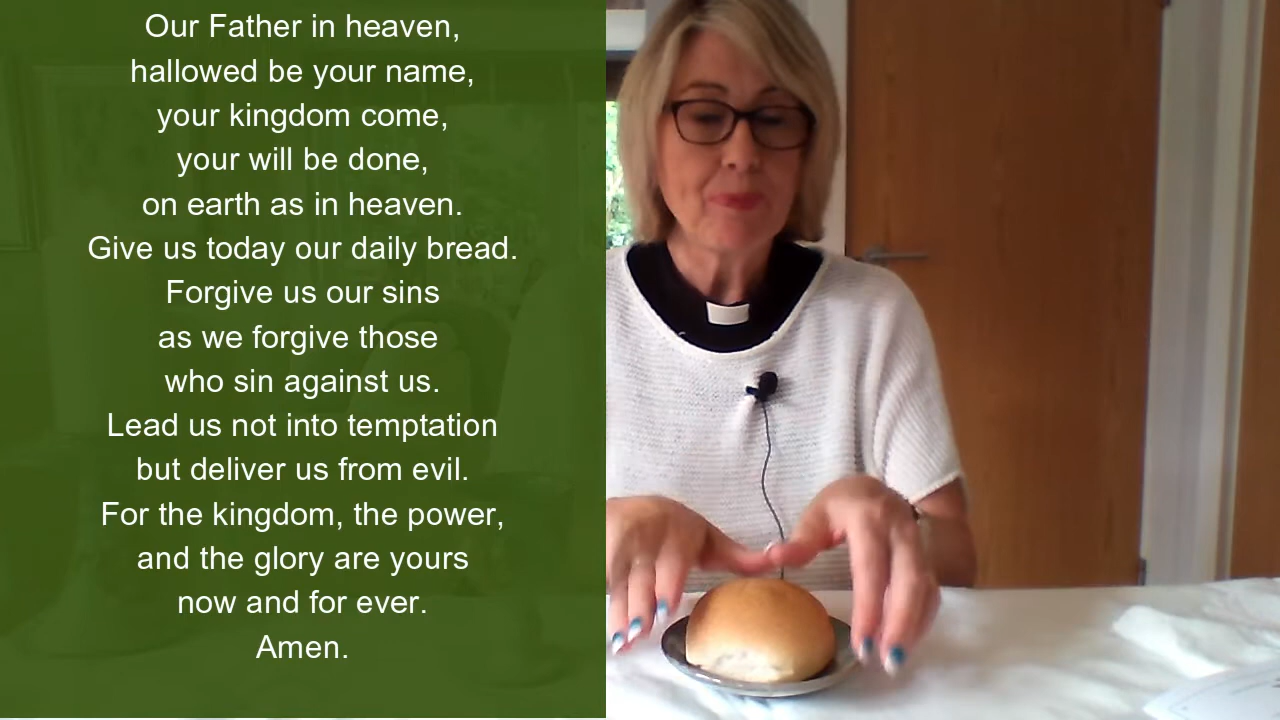 Our Father in heaven,
hallowed be your name,
your kingdom come,
your will be done,
on earth as in heaven.
Give us today our daily bread.
Forgive us our sins
as we forgive those
who sin against us.
Lead us not into temptation
but deliver us from evil.
For the kingdom, the power,
and the glory are yours
now and for ever.
Amen.